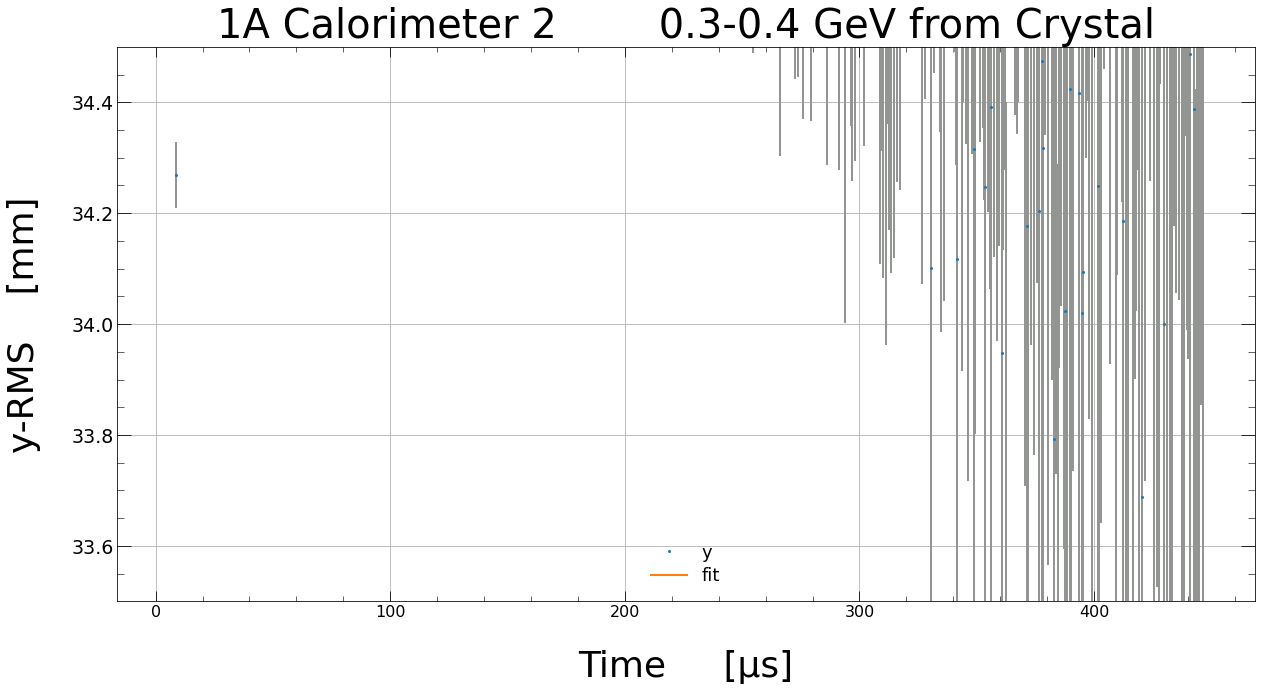 1A Calorimeter 2 0.3-0.4 GeV from Crystal
y-RMS [mm]
34.4
34.2
34.0
33.8
33.6
y
fit
0 100 200 300 400
Time [µs]